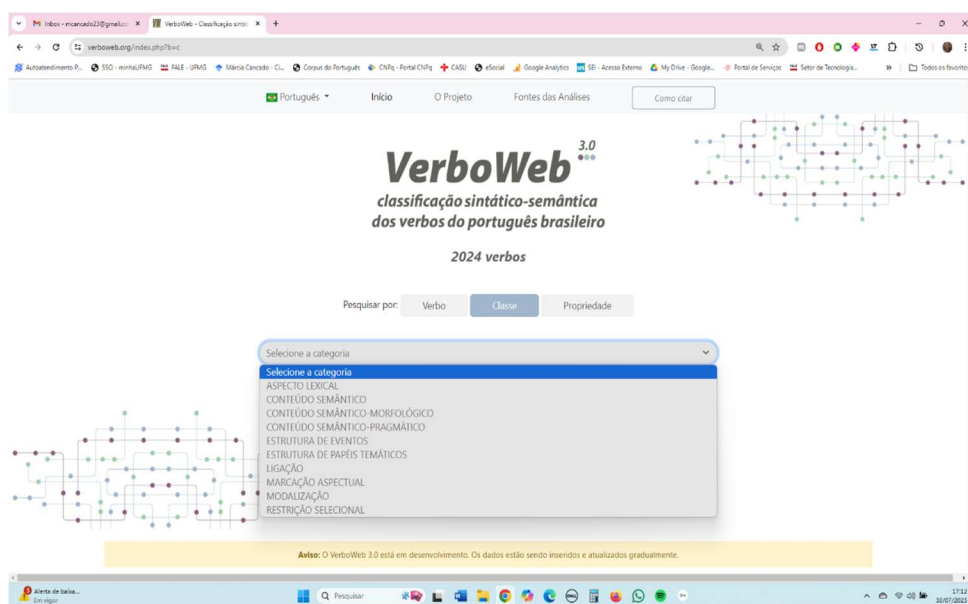 Inbox - mcancado23@gmail.co
VerboWeb - Classificação sintá
verboweb.org/index.php?b=c
Autoatendimento P...
SSO - minhaUFMG
FALE - UFMG
Márcia Cancado - Ci...
Corpus do Português
CNPq - Portal CNPq
CASU
eSocial
Google Analytics
SEI - Acesso Externo
My Drive - Google...
Portal de Serviços
Setor de Tecnologia...
»
Todos os favoritos
Português
Início
O Projeto
Fontes das Análises
Como citar
VerboWeb 3.0
classificação sintático-semântica
dos verbos do português brasileiro
2024 verbos
Pesquisar por:
Verbo
Classe
Propriedade
Selecione a categoria
Selecione a categoria
ASPECTO LEXICAL
CONTEÚDO SEMÂNTICO
CONTEÚDO SEMÂNTICO-MORFOLÓGICO
CONTEÚDO SEMÂNTICO-PRAGMÁTICO
ESTRUTURA DE EVENTOS
ESTRUTURA DE PAPÉIS TEMÁTICOS
LIGAÇÃO
MARCAÇÃO ASPECTUAL
MODALIZAÇÃO
RESTRIÇÃO SELECIONAL
Aviso: O VerboWeb 3.0 está em desenvolvimento. Os dados estão sendo inseridos e atualizados gradualmente.
Alerta de baixa...
Em vigor
Pesquisar
17:12
30/07/2025